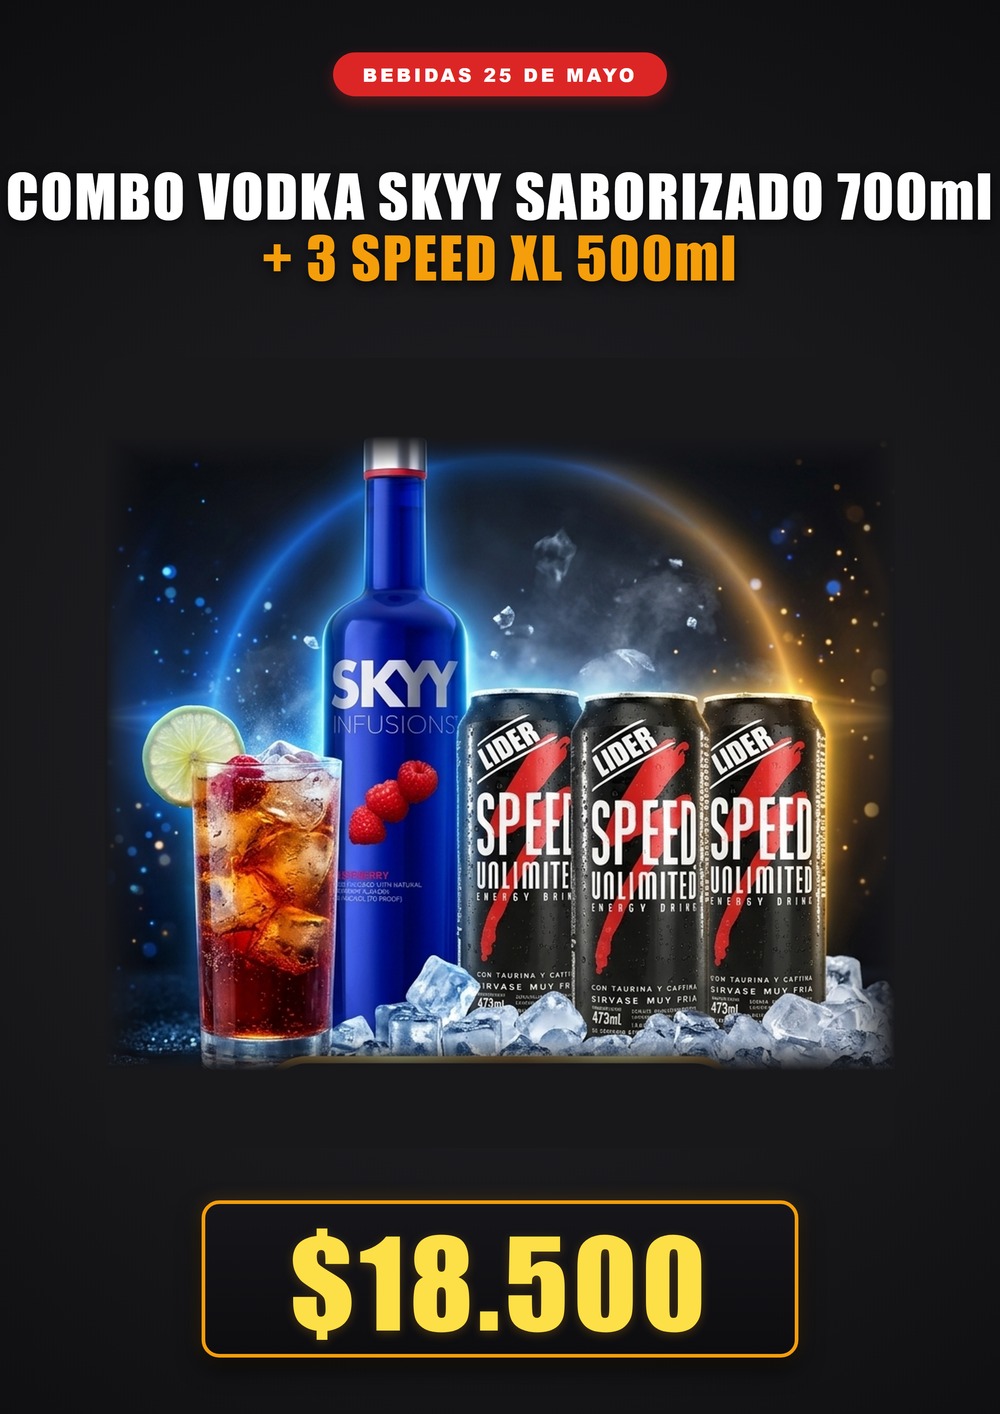 BEBIDAS 25 DE MAYO
COMBO VODKA SKYY SABORIZADO 700ml
+ 3 SPEED XL 500ml
SKYY
INFUSIONS
LIDER
SPEED
UNLIMITED
ENERGY DRINK
CON TAURINA Y CAFFINA
SIRVASE MUY FRIA
473mL
LIDER
SPEED
UNLIMITED
ENERGY DRINK
CON TAURINA Y CAFFINA
SIRVASE MUY FRIA
473mL
LIDER
SPEED
UNLIMITED
ENERGY DRINK
CON TAURINA Y CAFFINA
SIRVASE MUY FRIA
473mL
$18.500